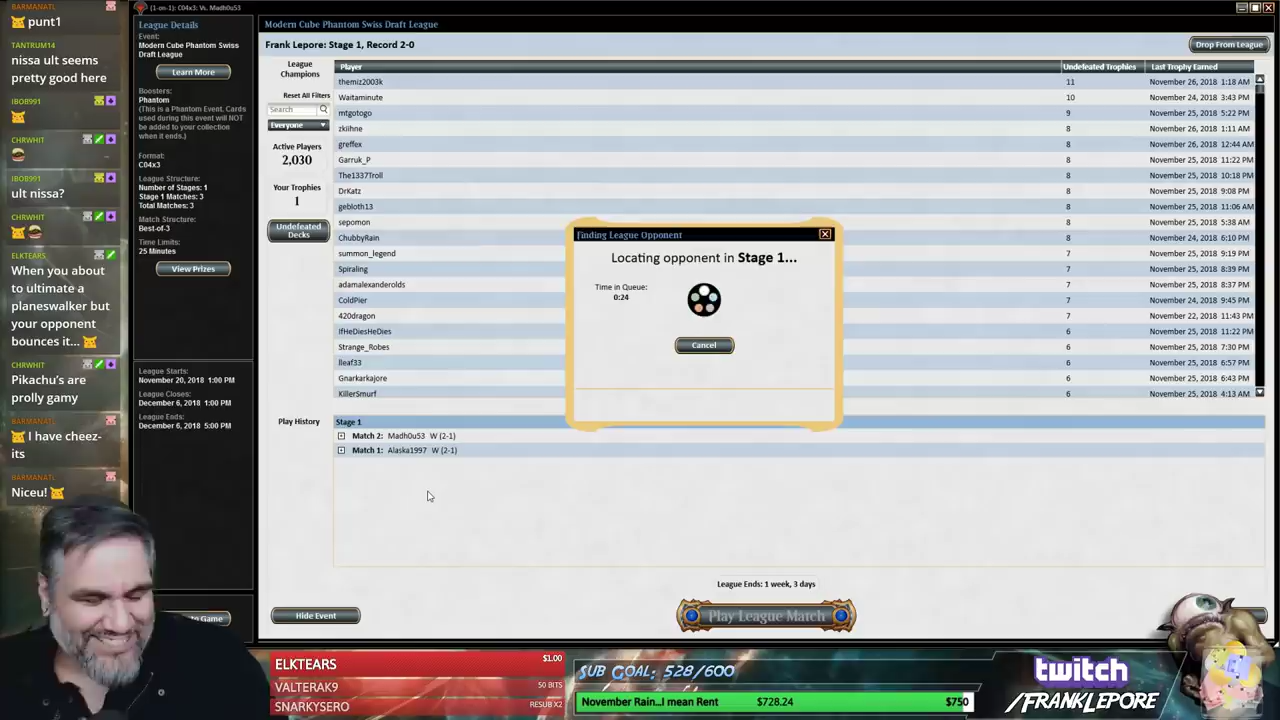 BARMANATL
punt1
TANTRUM14
nissa ult seems
pretty good here
IBOB991
CHRWHIT
IBOB991
ult nissa?
CHRWHIT
ELKTEARS
When you about
to ultimate a
planeswalker but
your opponent
bounces it...
CHRWHIT
Pikachu's are
prolly gamy
BARMANATL
I have cheez-
its
BARMANATL
Niceu!
(1-on-1): C04x3: Vs. Madh0u53
League Details
Event:
Modern Cube Phantom Swiss
Draft League
Learn More
Boosters:
Phantom
(This is a Phantom Event. Cards
used during this event will NOT
be added to your collection
when it ends.)
Format:
C04x3
League Structure:
Number of Stages: 1
Stage 1 Matches: 3
Total Matches: 3
Match Structure:
Best-of-3
Time Limits:
25 Minutes
View Prizes
League Starts:
November 20, 2018 1:00 PM
League Closes:
December 6, 2018 1:00 PM
League Ends:
December 6, 2018 5:00 PM
to Game
Modern Cube Phantom Swiss Draft League
Frank Lepore: Stage 1, Record 2-0
Drop From League
League
Champions
Reset All Filters
Search
Everyone
Active Players
2,030
Your Trophies
1
Undefeated
Decks
Player Undefeated Trophies Last Trophy Earned
themiz2003k 11 November 26, 2018 1:18 AM
Waitaminute 10 November 24, 2018 3:43 PM
mtgotogo 9 November 25, 2018 5:22 PM
zkiihne 8 November 26, 2018 1:11 AM
greffex 8 November 26, 2018 12:44 AM
Garruk_P 8 November 25, 2018 11:22 PM
The1337Troll 8 November 25, 2018 10:18 PM
DrKatz 8 November 25, 2018 9:08 PM
gebloth13 8 November 25, 2018 11:06 AM
sepomon 8 November 25, 2018 5:38 AM
ChubbyRain 8 November 24, 2018 6:10 PM
summon_legend 7 November 25, 2018 9:19 PM
Spiraling 7 November 25, 2018 8:39 PM
adamalexanderolds 7 November 25, 2018 8:37 PM
ColdPier 7 November 24, 2018 9:45 PM
420dragon 7 November 22, 2018 11:43 PM
IfHeDiesHeDies 6 November 25, 2018 11:22 PM
Strange_Robes 6 November 25, 2018 7:30 PM
lleaf33 6 November 25, 2018 6:57 PM
Gnarkarkajore 6 November 25, 2018 6:43 PM
KillerSmurf 6 November 25, 2018 4:13 AM
Finding League Opponent
Locating opponent in Stage 1...
Time in Queue:
0:24
Cancel
Play History
Stage 1
Match 2: Madh0u53 W (2-1)
Match 1: Alaska1997 W (2-1)
League Ends: 1 week, 3 days
Hide Event
Play League Match
ELKTEARS $1.00
VALTERAK9 50 BITS
SNARKYSERO RESUB X2
SUB GOAL: 528/600
November Rain...I mean Rent $728.24 $750
twitch
/FRANKLEPORE